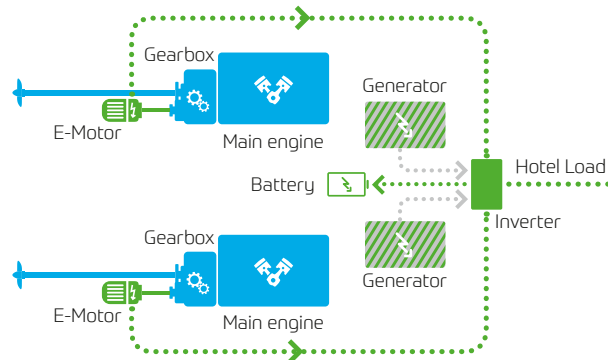 Gearbox
E-Motor
Main engine
Generator
Hotel Load
Battery
Inverter
Gearbox
Generator
E-Motor
Main engine